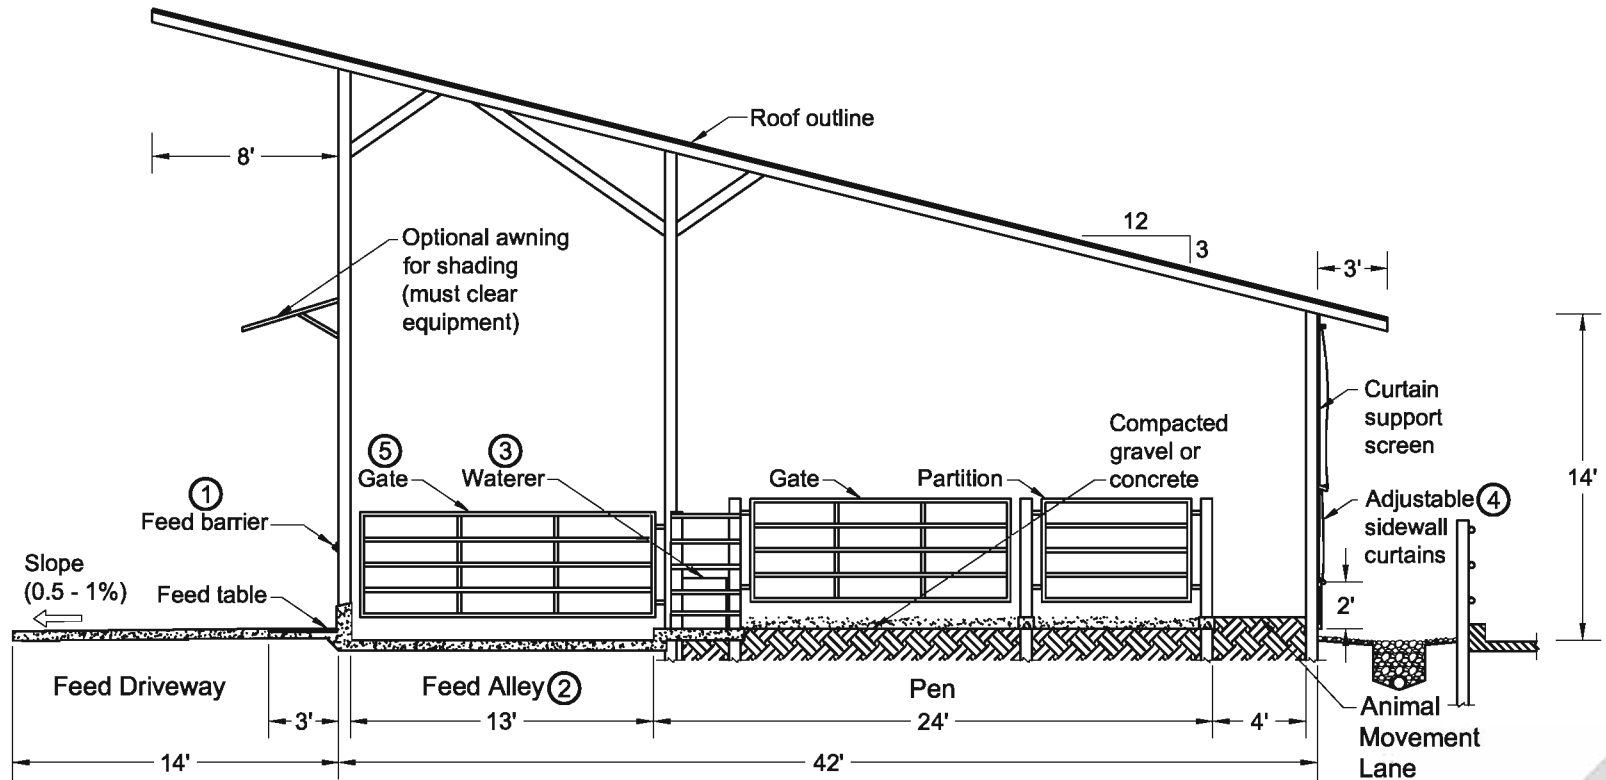 Roof outline
8'
12
3
3'
Optional awning
for shading
(must clear
equipment)
14'
Curtain
support
screen
Compacted
gravel or
concrete
5
Gate
3
Waterer
Gate
Partition
1
Feed barrier
Adjustable 4
sidewall
curtains
Slope
(0.5 - 1%)
Feed table
2'
Feed Driveway
Feed Alley 2
Pen
3'
13'
24'
4'
Animal
Movement
Lane
14'
42'